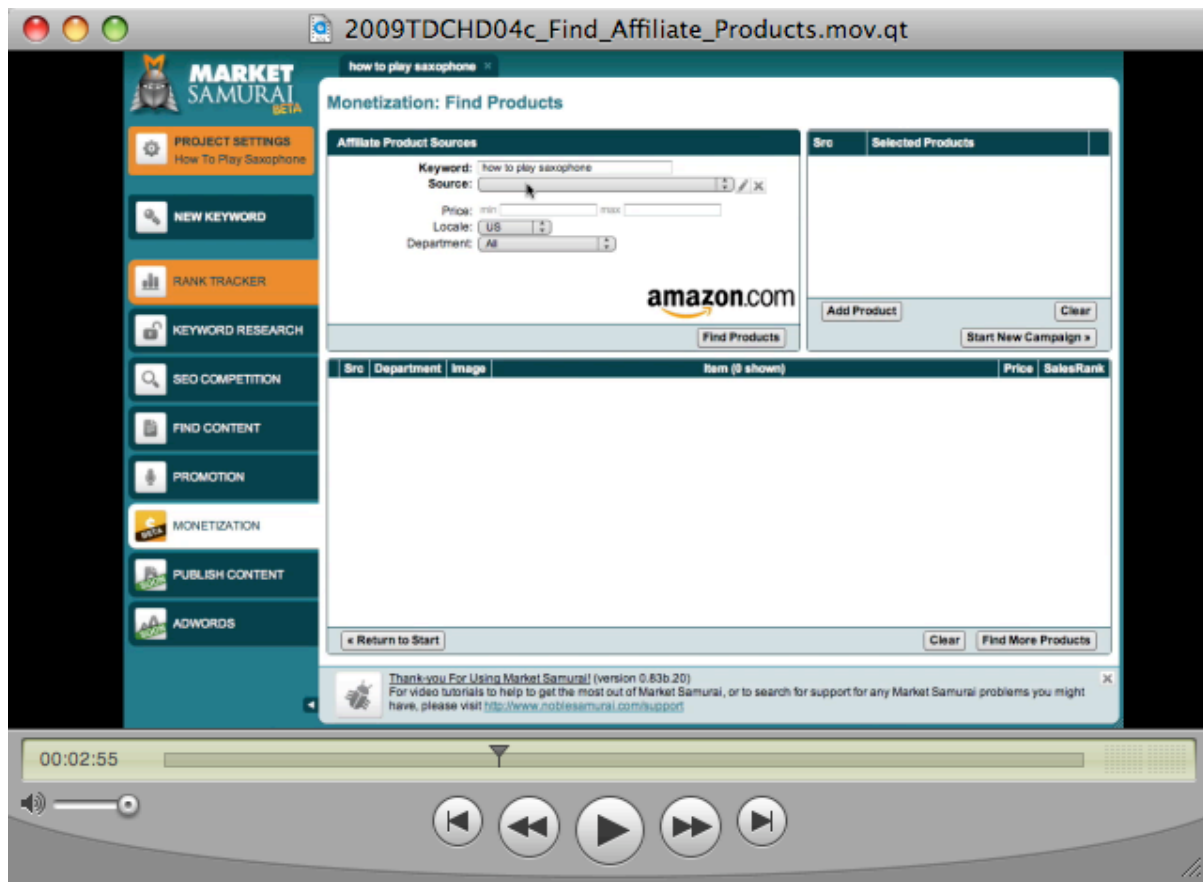 2009TDCHD04c_Find_Affiliate_Products.mov.qt
MARKET
SAMURAI
BETA
how to play saxophone ×
PROJECT SETTINGS
How To Play Saxophone
NEW KEYWORD
RANK TRACKER
KEYWORD RESEARCH
SEO COMPETITION
FIND CONTENT
PROMOTION
BETA
MONETIZATION
SOON
PUBLISH CONTENT
SOON
ADWORDS
Monetization: Find Products
Affiliate Product Sources
Keyword: how to play saxophone
Source:
Price: min max
Locale: US
Department: All
amazon.com
Find Products
Src Selected Products
Add Product Clear
Start New Campaign »
Src Department Image Item (0 shown) Price SalesRank
« Return to Start Clear Find More Products
Thank-you For Using Market Samurai! (version 0.83b.20)
For video tutorials to help to get the most out of Market Samurai, or to search for support for any Market Samurai problems you might
have, please visit http://www.noblesamurai.com/support
00:02:55